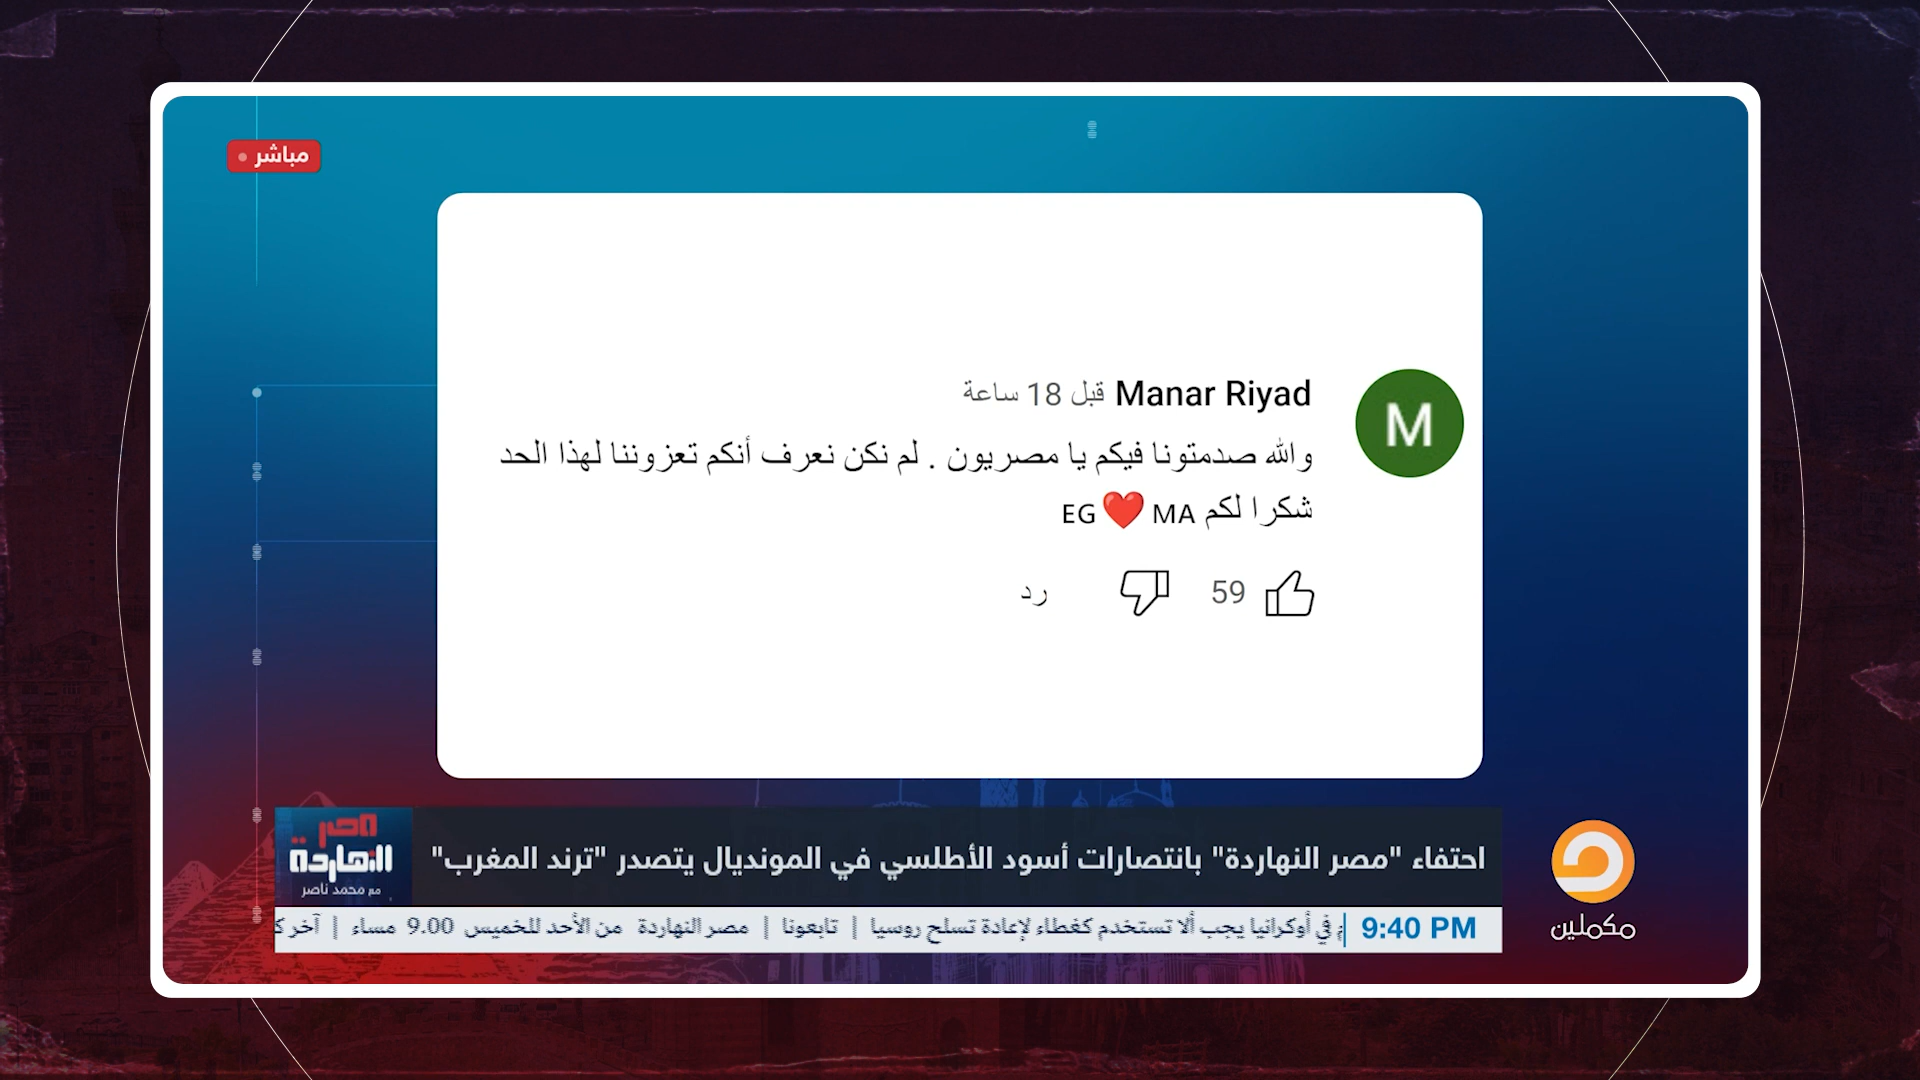 مباشر
Manar Riyad قبل 18 ساعة
M
والله صدمتونا فيكم يا مصريون . لم نكن نعرف أنكم تعزوننا لهذا الحد
شكرا لكم MA❤️EG
59 رد
احتفاء "مصر النهاردة" بانتصارات أسود الأطلسي في المونديال يتصدر "ترند المغرب"
مصر
النهاردة
مع محمد ناصر
9:40 PM
في أوكرانيا يجب ألا تستخدم كغطاء لإعادة تسلح روسيا | تابعونا | مصر النهاردة من الأحد للخميس 9.00 مساء | آخر
مكملين